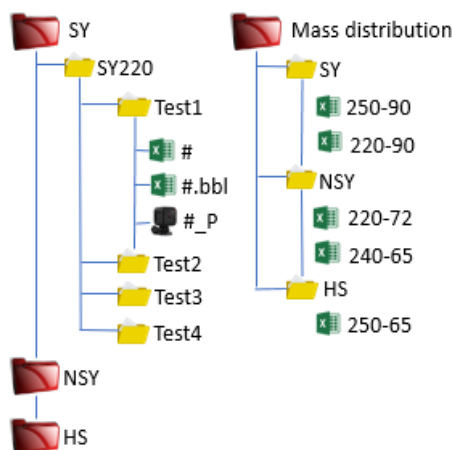 SY
SY220
Test1
#
#.bbl
#_P
Test2
Test3
Test4
NSY
HS
Mass distribution
SY
250-90
220-90
NSY
220-72
240-65
HS
250-65